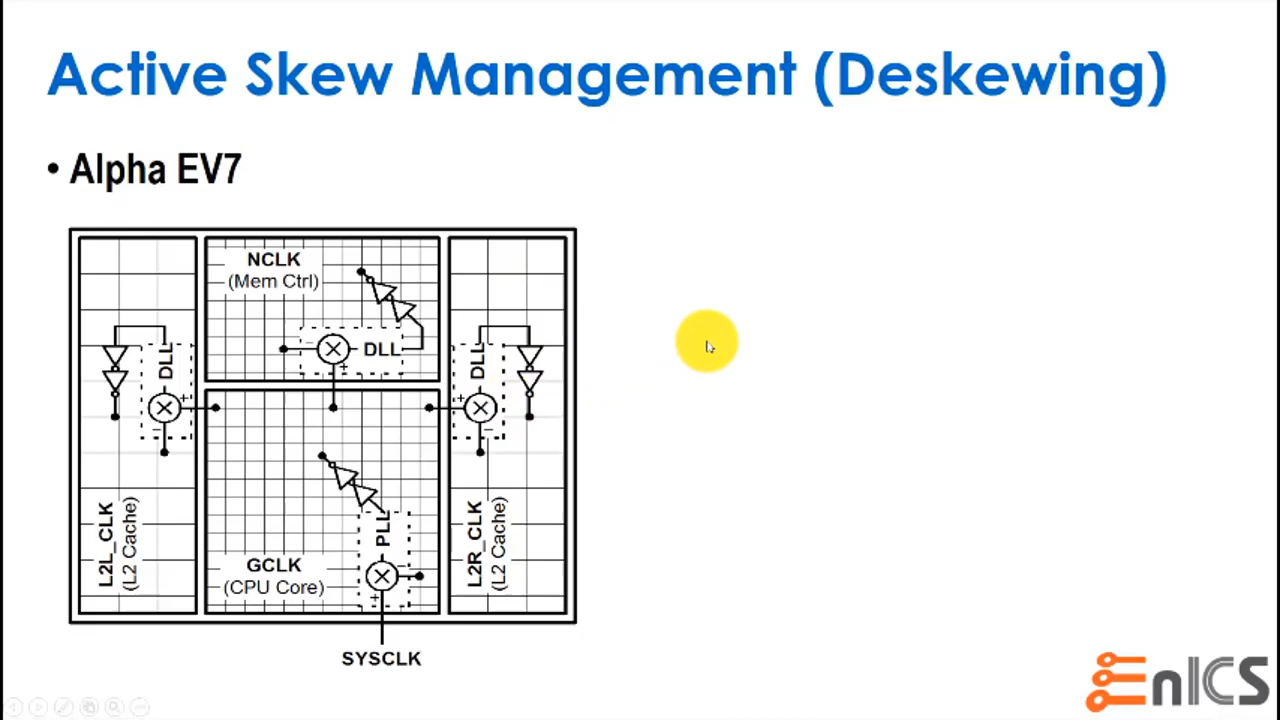 Active Skew Management (Deskewing)
• Alpha EV7
NCLK
(Mem Ctrl)
DLL
DLL
DLL
L2L_CLK
(L2 Cache)
PLL
GCLK
(CPU Core)
L2R_CLK
(L2 Cache)
SYSCLK
EnICS